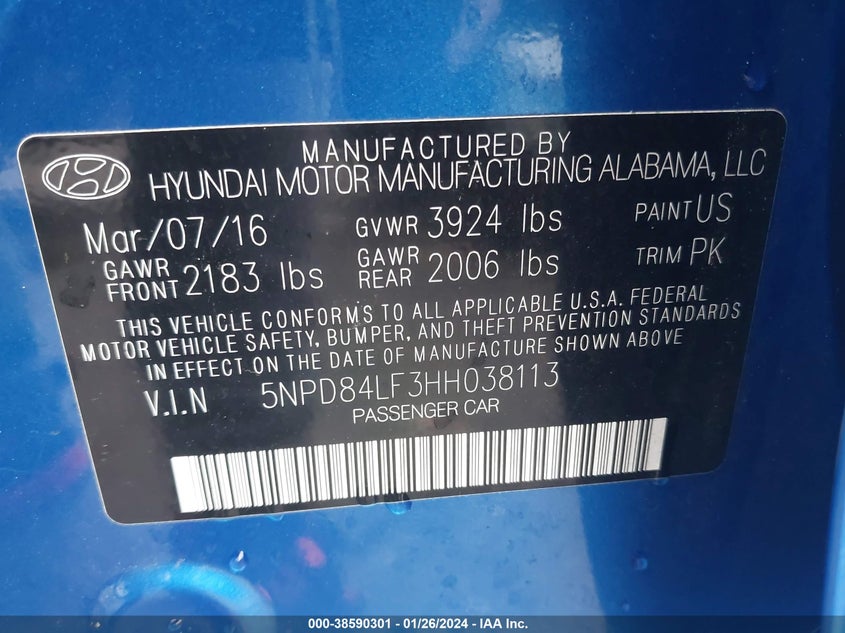 MANUFACTURED BY
HYUNDAI MOTOR MANUFACTURING ALABAMA, LLC
Mar/07/16 GVWR 3924 lbs PAINT US
GAWR FRONT 2183 lbs GAWR REAR 2006 lbs TRIM PK
THIS VEHICLE CONFORMS TO ALL APPLICABLE U.S.A. FEDERAL
MOTOR VEHICLE SAFETY, BUMPER, AND THEFT PREVENTION STANDARDS
IN EFFECT ON THE DATE OF MANUFACTURE SHOWN ABOVE
V.I.N 5NPD84LF3HH038113
PASSENGER CAR
000-38590301 | 01/26/2024 - IAA Inc.